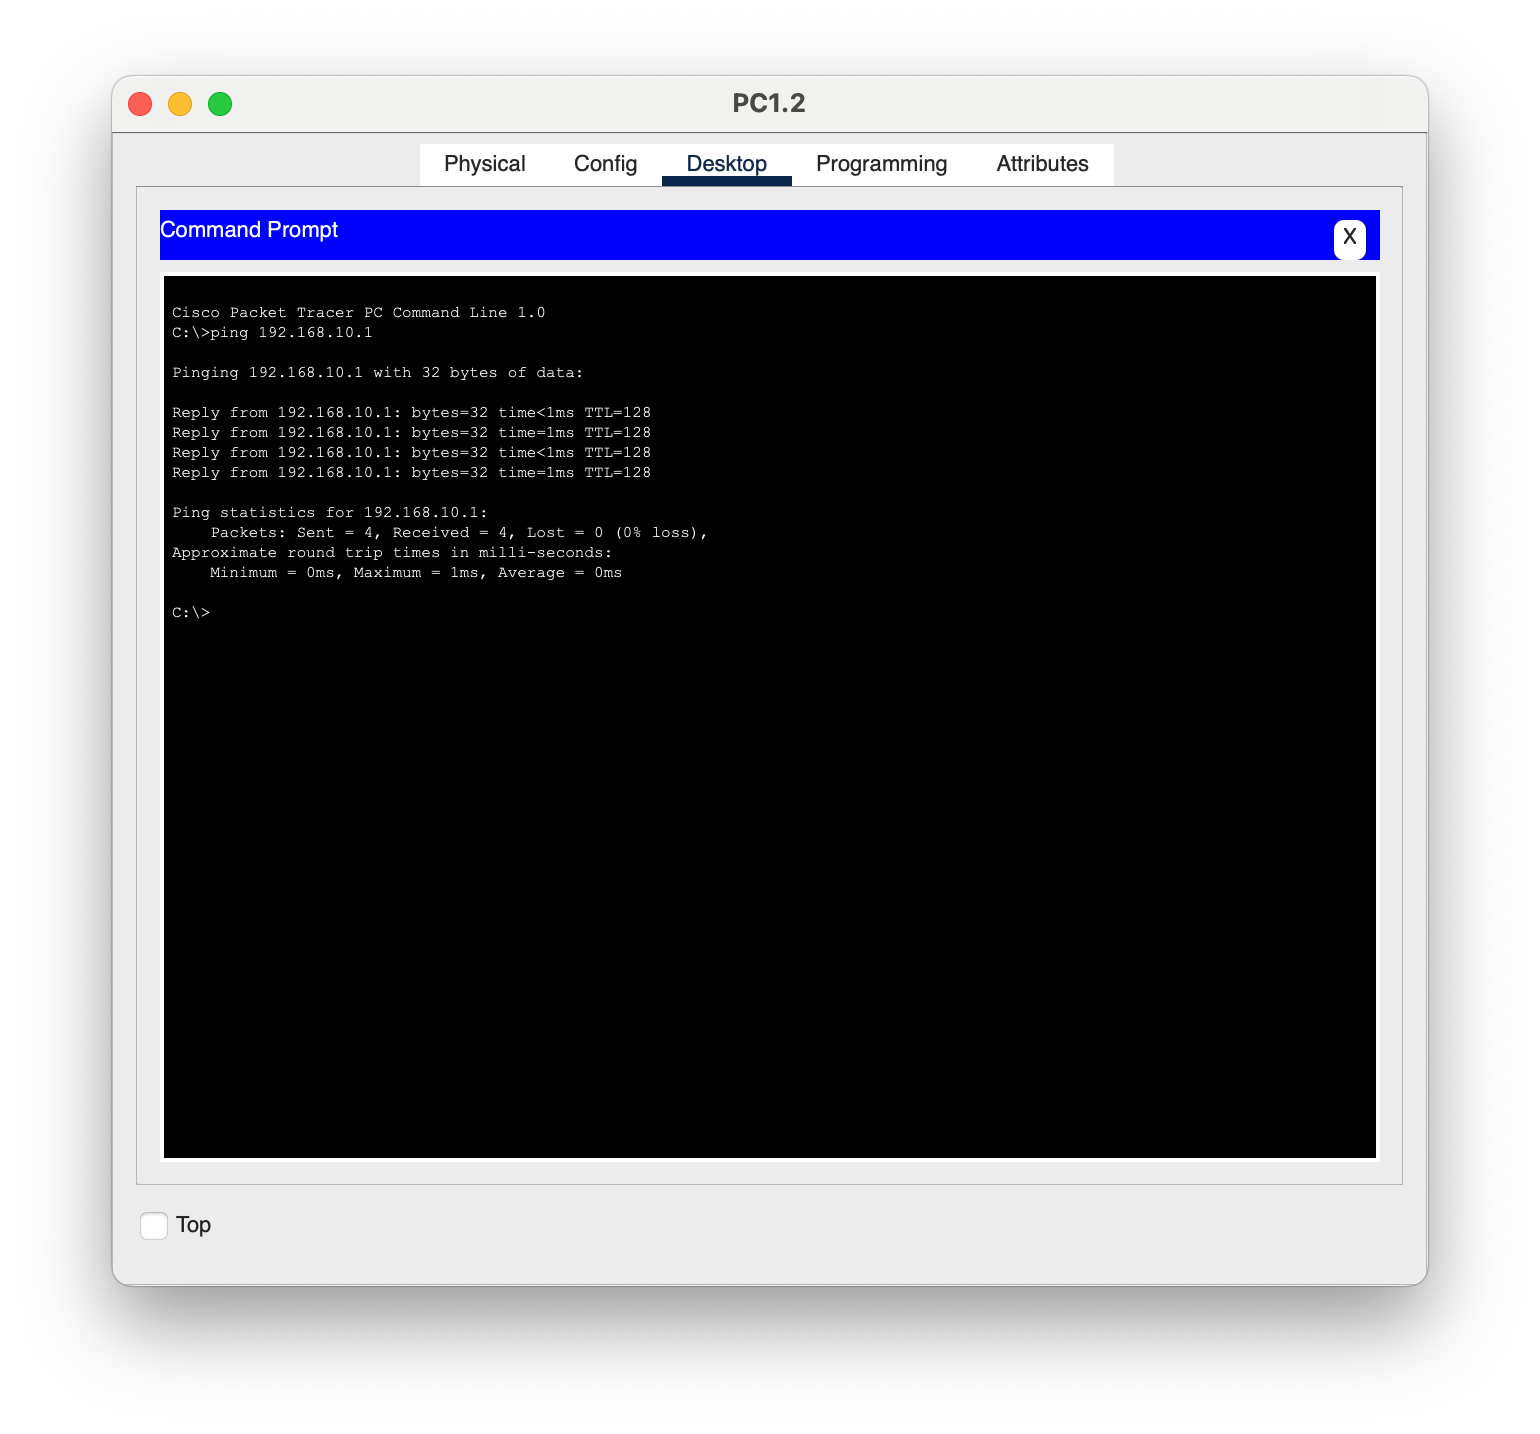 PC1.2
Physical Config Desktop Programming Attributes
Command Prompt
X
Cisco Packet Tracer PC Command Line 1.0
C:\>ping 192.168.10.1
Pinging 192.168.10.1 with 32 bytes of data:
Reply from 192.168.10.1: bytes=32 time<1ms TTL=128
Reply from 192.168.10.1: bytes=32 time=1ms TTL=128
Reply from 192.168.10.1: bytes=32 time<1ms TTL=128
Reply from 192.168.10.1: bytes=32 time=1ms TTL=128
Ping statistics for 192.168.10.1:
    Packets: Sent = 4, Received = 4, Lost = 0 (0% loss),
Approximate round trip times in milli-seconds:
    Minimum = 0ms, Maximum = 1ms, Average = 0ms
C:\>
Top